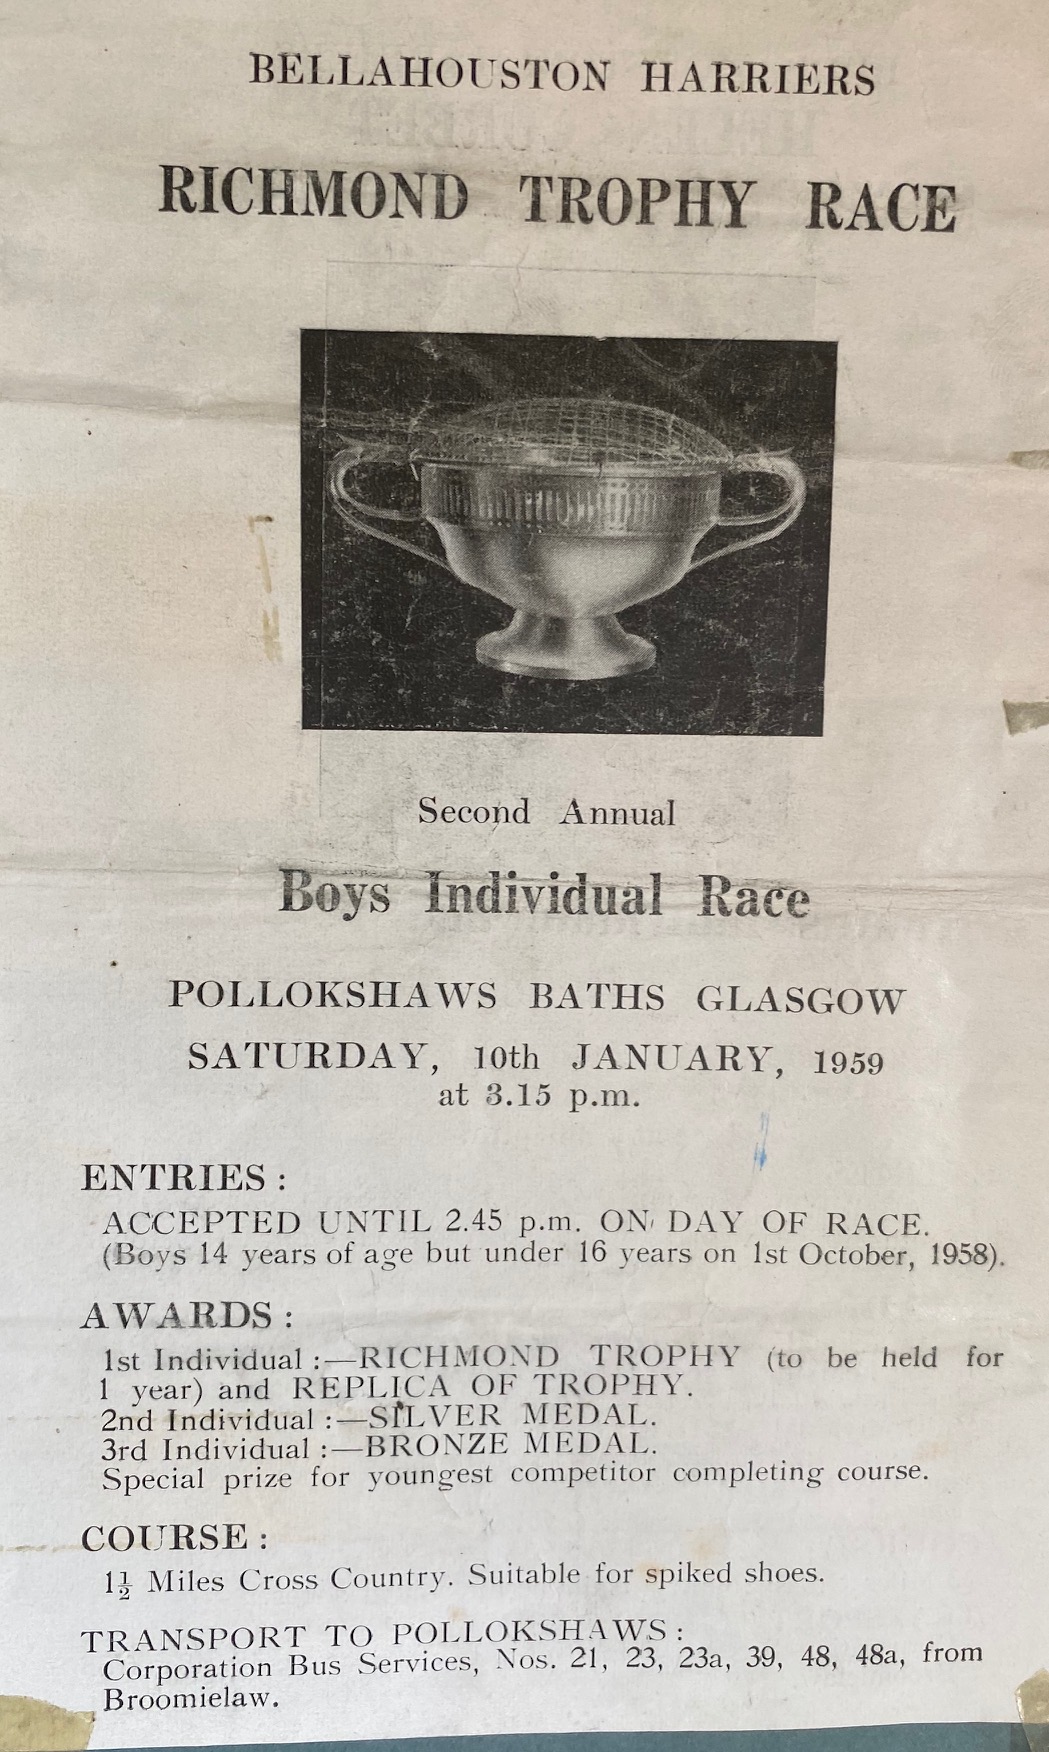 BELLAHOUSTON HARRIERS
RICHMOND TROPHY RACE
Second Annual
Boys Individual Race
POLLOKSHAWS BATHS GLASGOW
SATURDAY, 10th JANUARY, 1959
at 3.15 p.m.
ENTRIES :
ACCEPTED UNTIL 2.45 p.m. ON DAY OF RACE.
(Boys 14 years of age but under 16 years on 1st October, 1958).
AWARDS :
1st Individual :—RICHMOND TROPHY (to be held for
1 year) and REPLICA OF TROPHY.
2nd Individual :—SILVER MEDAL.
3rd Individual :—BRONZE MEDAL.
Special prize for youngest competitor completing course.
COURSE :
1½ Miles Cross Country. Suitable for spiked shoes.
TRANSPORT TO POLLOKSHAWS :
Corporation Bus Services, Nos. 21, 23, 23a, 39, 48, 48a, from
Broomielaw.